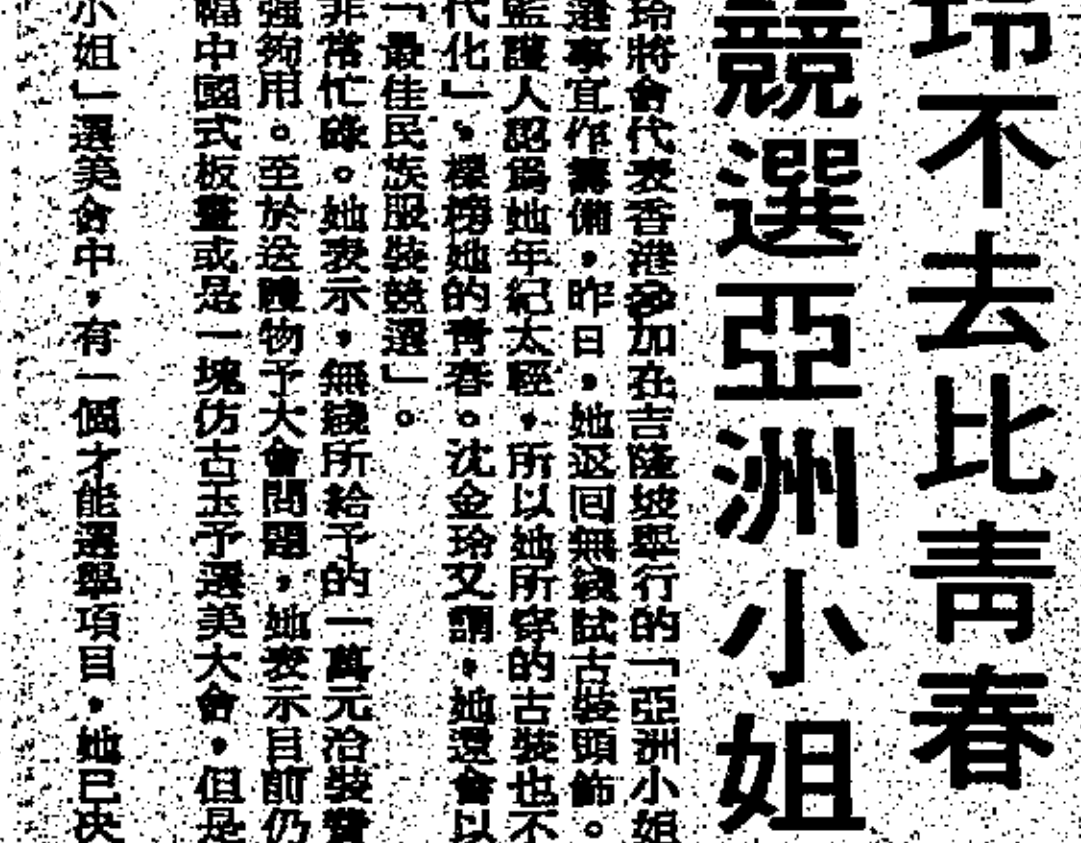 玲不去比青春
競選亞洲小姐
玲將會代表香港參加在吉隆坡舉行的「亞洲小姐
選事宜作籌備，昨日，她返回無綫試古裝頭飾。
監護人認爲她年紀太輕，所以她所穿的古裝也不
代化」，標榜她的青春。沈金玲又謂，她還會以
「最佳民族服裝競選」。
非常忙碌。她表示，無綫所給予的一萬元治裝費
强夠用。至於送禮物予大會問題，她表示目前仍
幅中國式板畫或是一塊仿古玉予選美大會，但是
小姐」選美會中，有一個才能選舉項目，她已决